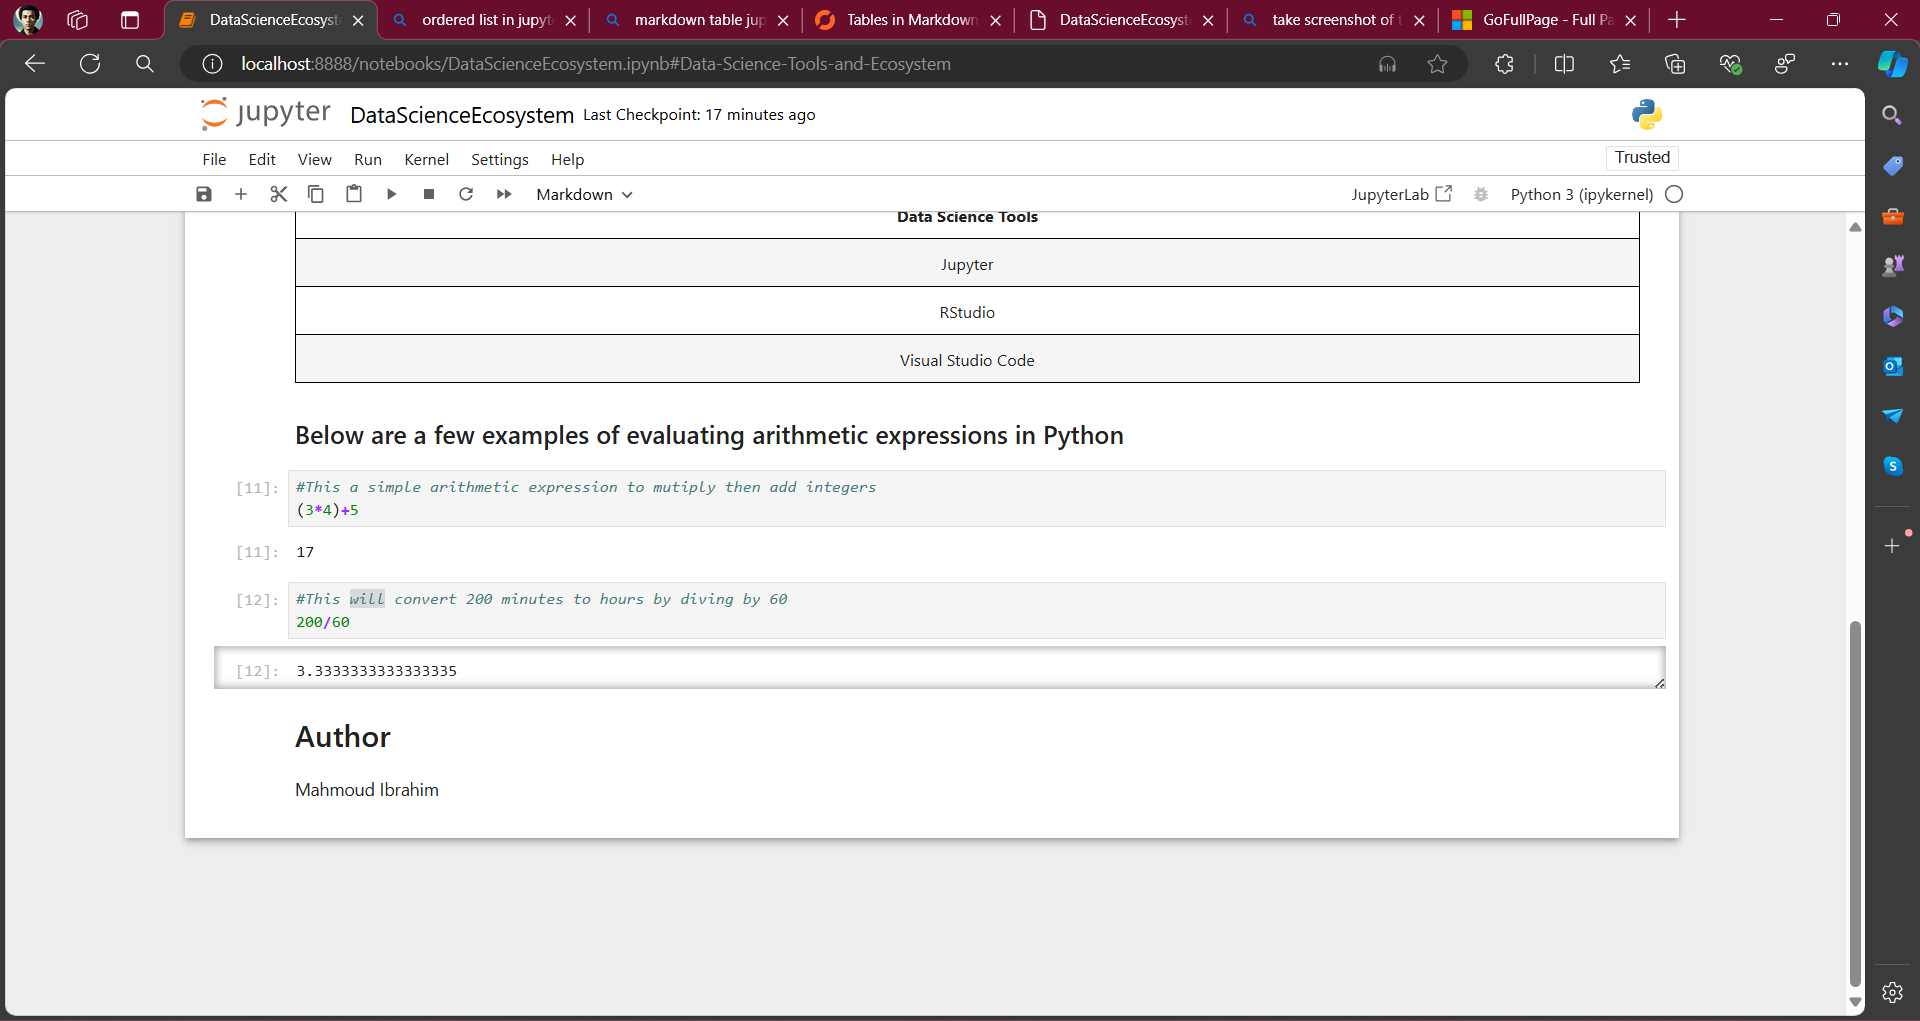 DataScienceEcosyst
ordered list in jupyt
markdown table jup
Tables in Markdown
DataScienceEcosyst
take screenshot of t
GoFullPage - Full Pa
localhost:8888/notebooks/DataScienceEcosystem.ipynb#Data-Science-Tools-and-Ecosystem
jupyter DataScienceEcosystem Last Checkpoint: 17 minutes ago
File Edit View Run Kernel Settings Help Trusted
Markdown JupyterLab Python 3 (ipykernel)
Data Science Tools
Jupyter
RStudio
Visual Studio Code
Below are a few examples of evaluating arithmetic expressions in Python
[11]: #This a simple arithmetic expression to mutiply then add integers
(3*4)+5
[11]: 17
[12]: #This will convert 200 minutes to hours by diving by 60
200/60
[12]: 3.3333333333333335
Author
Mahmoud Ibrahim